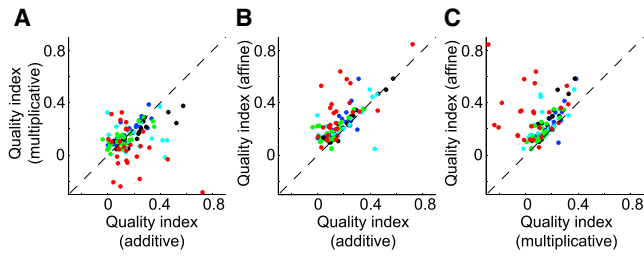 A
B
C
0.8
0.4
0
Quality index
(multiplicative)
0 0.4 0.8
Quality index
(additive)
0.8
0.4
0
Quality index
(affine)
0 0.4 0.8
Quality index
(additive)
0.8
0.4
0
Quality index
(affine)
0 0.4 0.8
Quality index
(multiplicative)